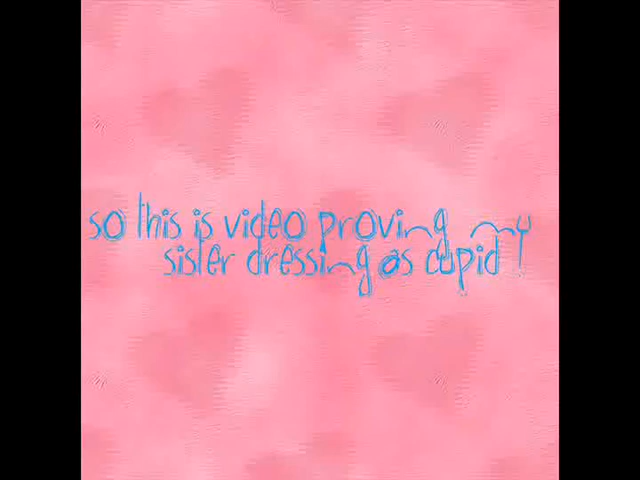 so this is video proving my
sister dressing as cupid !